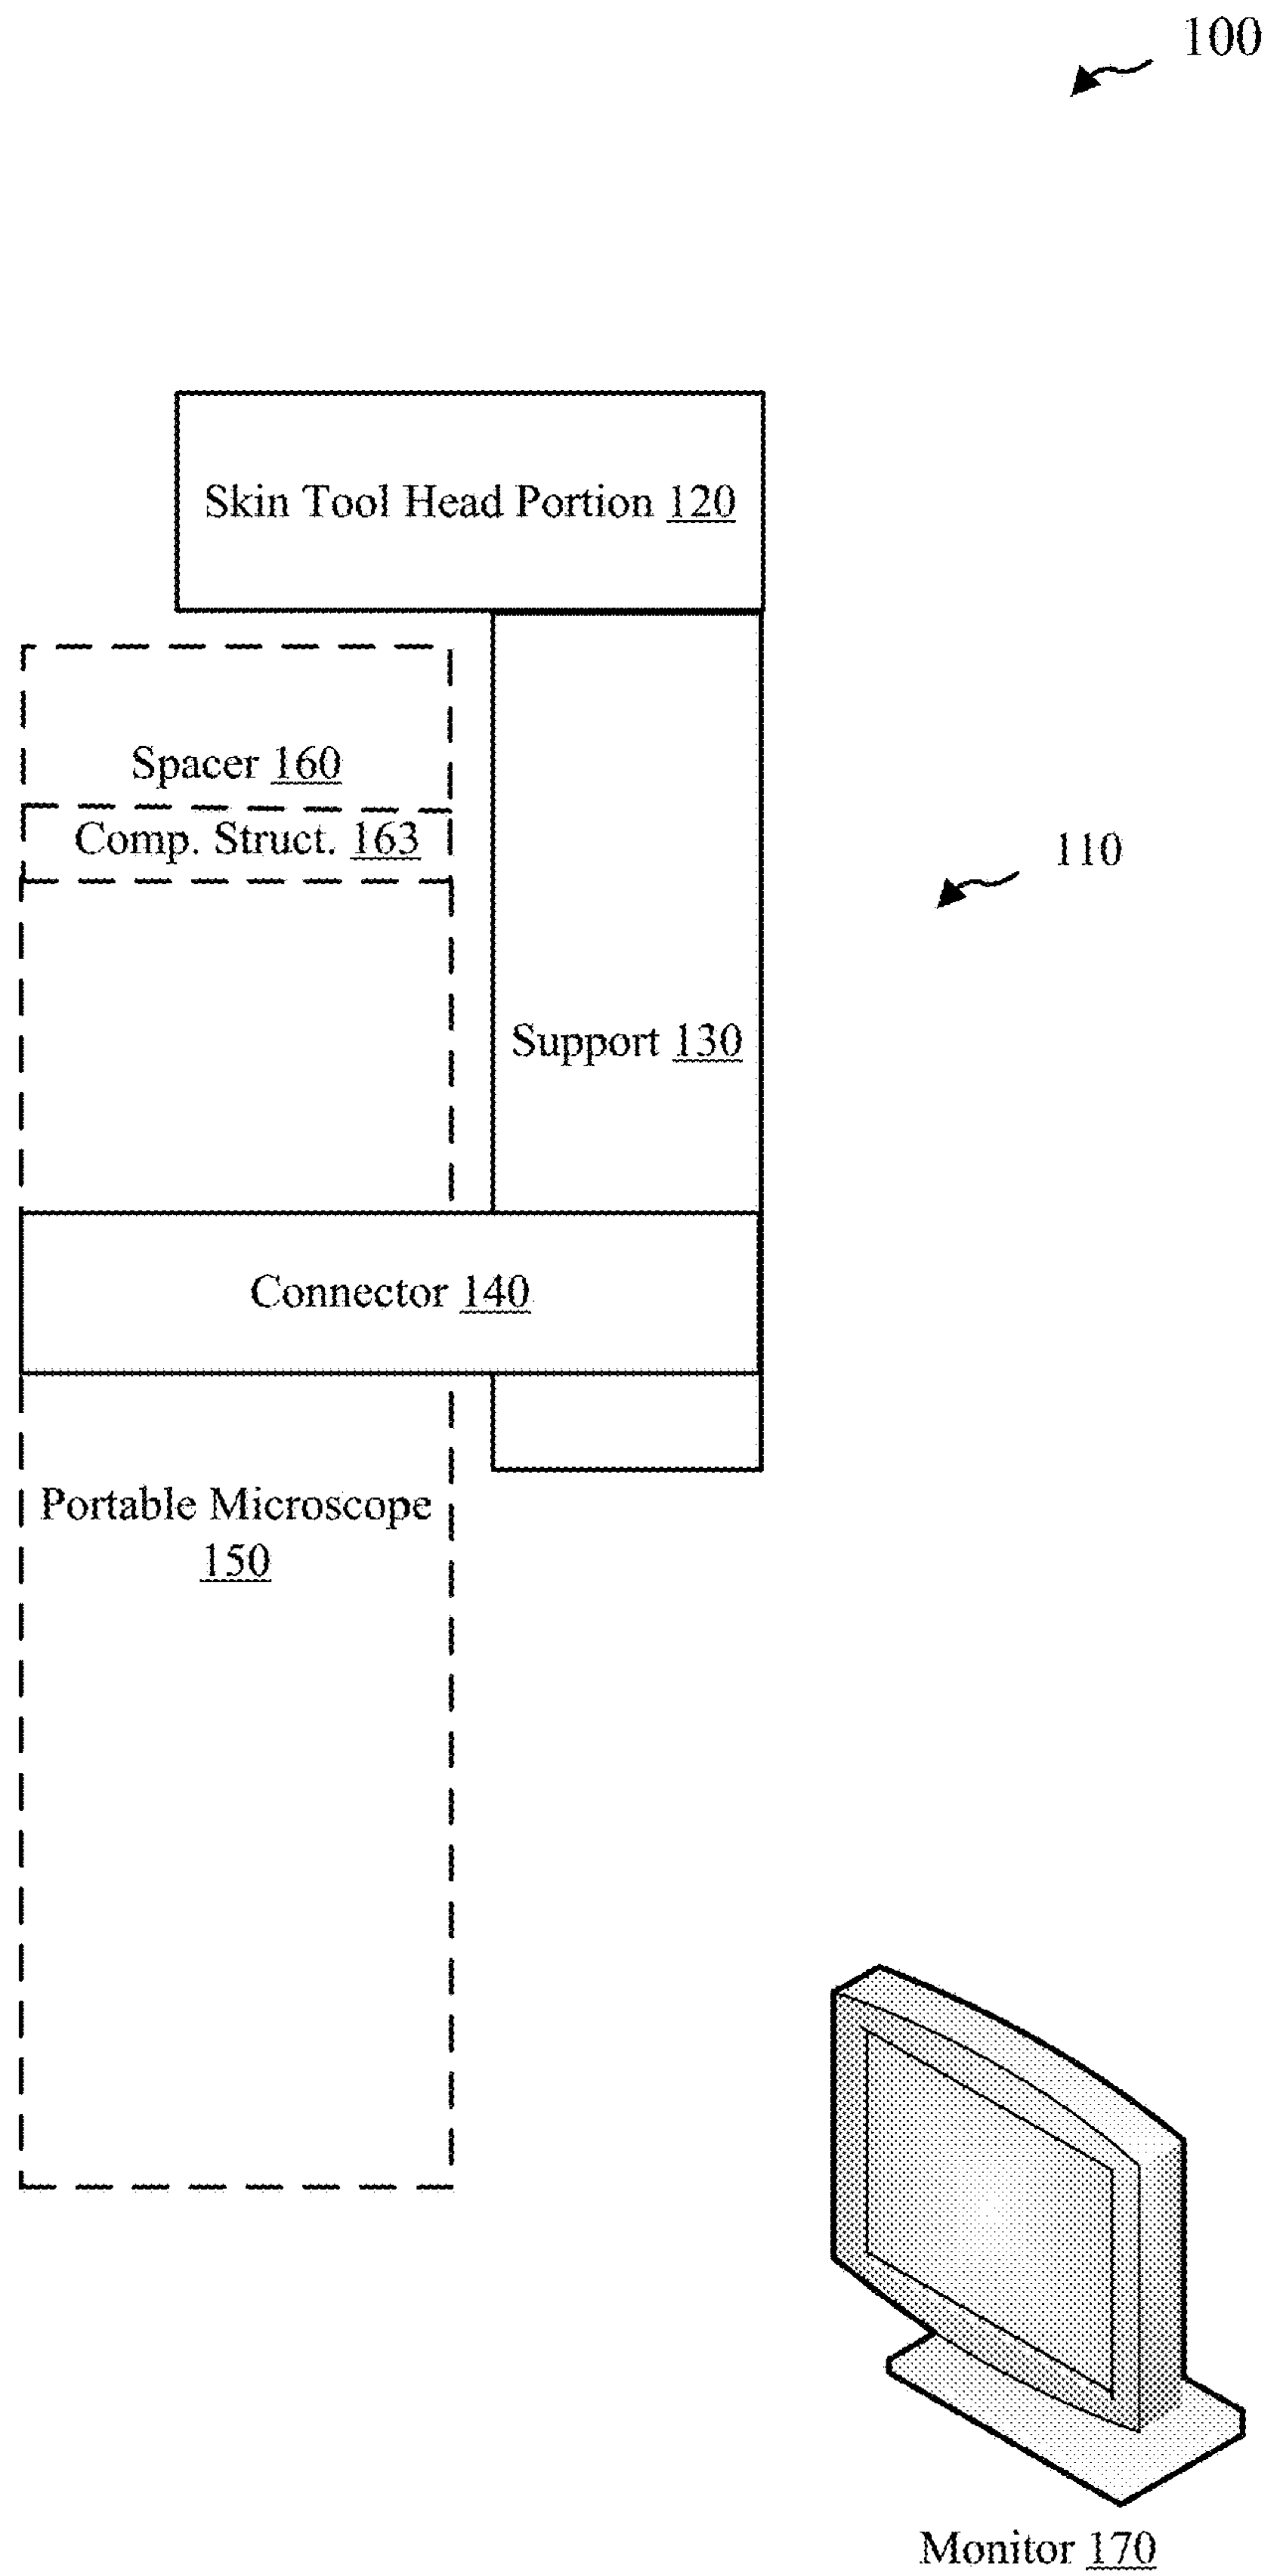 100
Skin Tool Head Portion 120
Spacer 160
Comp. Struct. 163
110
Support 130
Connector 140
Portable Microscope
150
Monitor 170